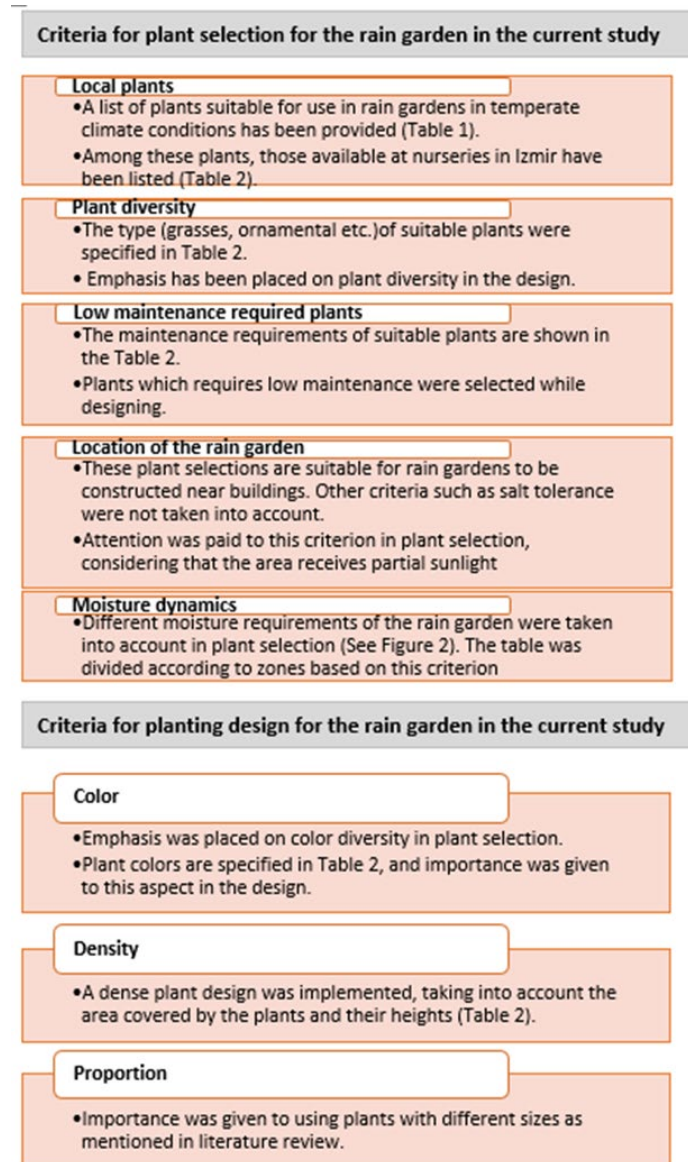 Criteria for plant selection for the rain garden in the current study
Local plants
•A list of plants suitable for use in rain gardens in temperate
climate conditions has been provided (Table 1).
•Among these plants, those available at nurseries in Izmir have
been listed (Table 2).
Plant diversity
•The type (grasses, ornamental etc.)of suitable plants were
specified in Table 2.
• Emphasis has been placed on plant diversity in the design.
Low maintenance required plants
•The maintenance requirements of suitable plants are shown in
the Table 2.
•Plants which requires low maintenance were selected while
designing.
Location of the rain garden
•These plant selections are suitable for rain gardens to be
constructed near buildings. Other criteria such as salt tolerance
were not taken into account.
•Attention was paid to this criterion in plant selection,
considering that the area receives partial sunlight
Moisture dynamics
•Different moisture requirements of the rain garden were taken
into account in plant selection (See Figure 2). The table was
divided according to zones based on this criterion
Criteria for planting design for the rain garden in the current study
Color
•Emphasis was placed on color diversity in plant selection.
•Plant colors are specified in Table 2, and importance was given
to this aspect in the design.
Density
•A dense plant design was implemented, taking into account the
area covered by the plants and their heights (Table 2).
Proportion
•Importance was given to using plants with different sizes as
mentioned in literature review.